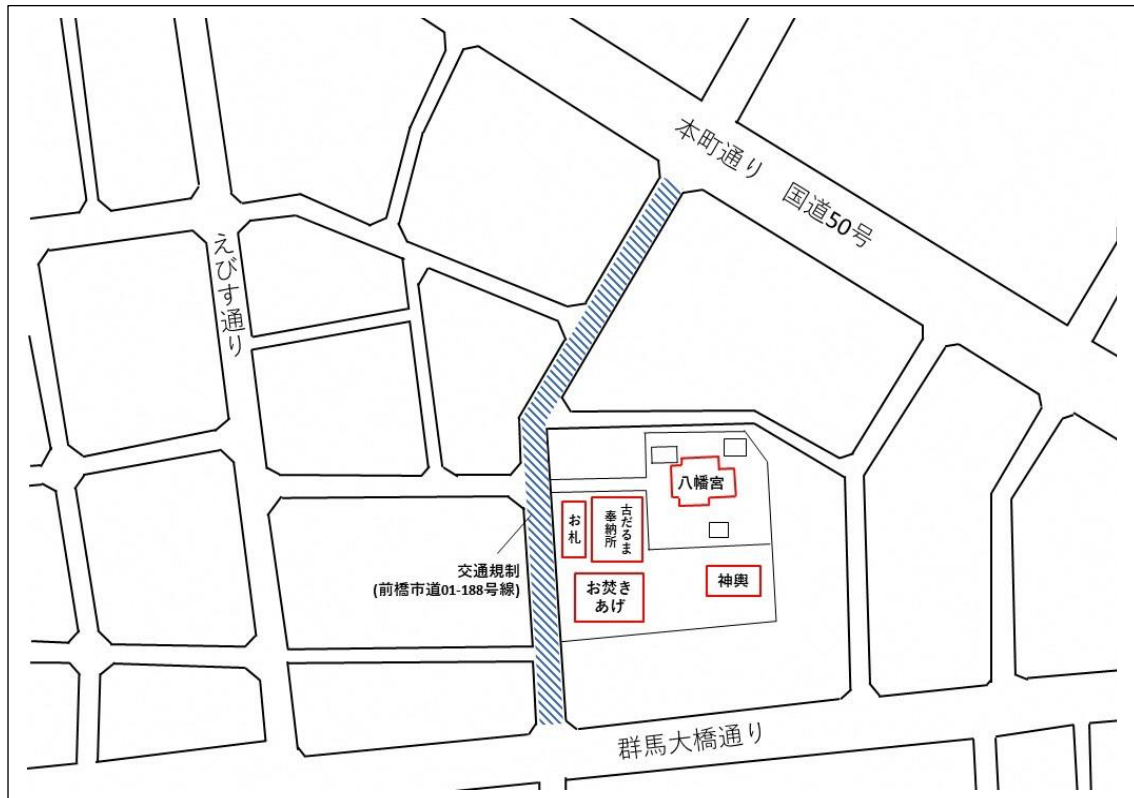 本町通り　国道50号
えびす通り
八幡宮
お札
古だるま
奉納所
交通規制
(前橋市道01-188号線)
お焚き
あげ
神輿
群馬大橋通り